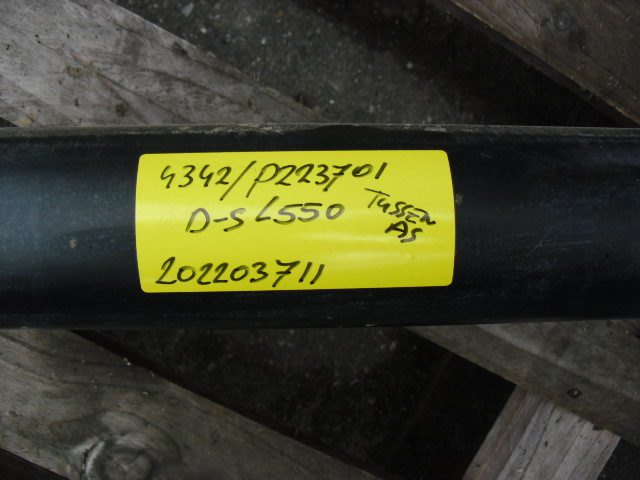 4342/P223701
D-S L550
TUSSEN
AS
202203711